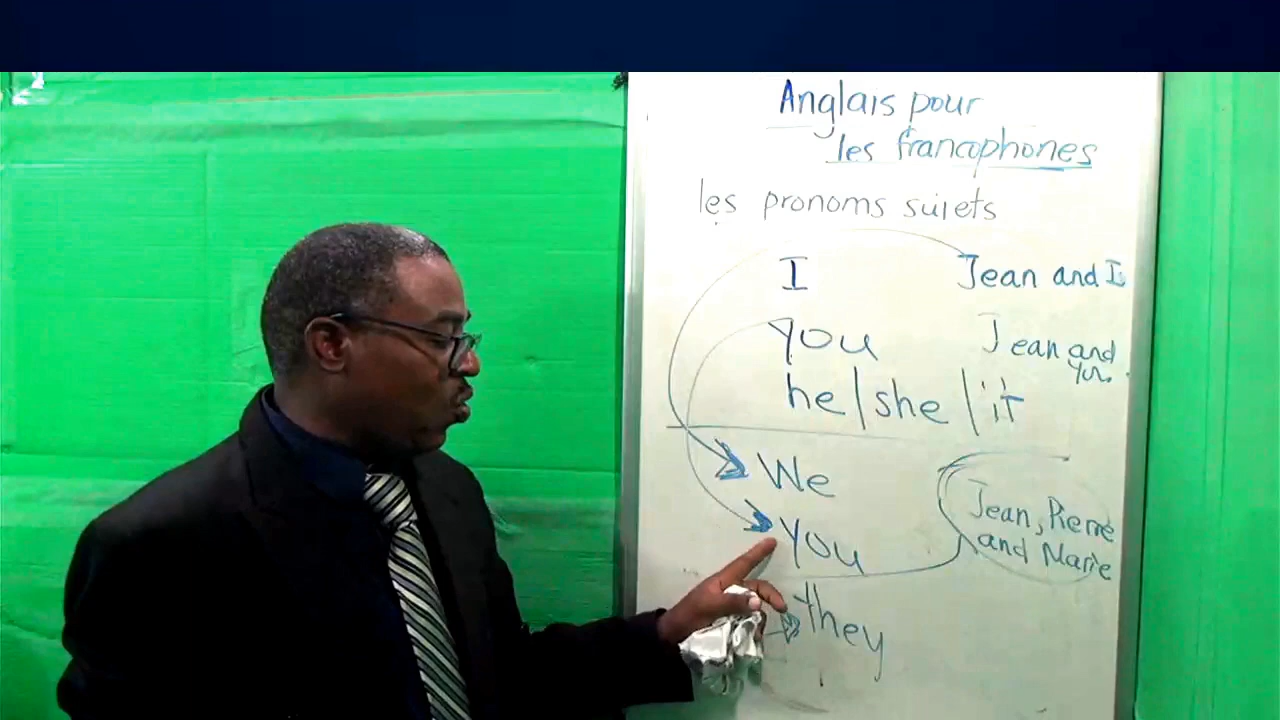 Anglais pour
les francophones
les pronoms sujets
I
Jean and I
you
Jean and
you
he/she/it
We
you
Jean, Pierre
and Marie
they